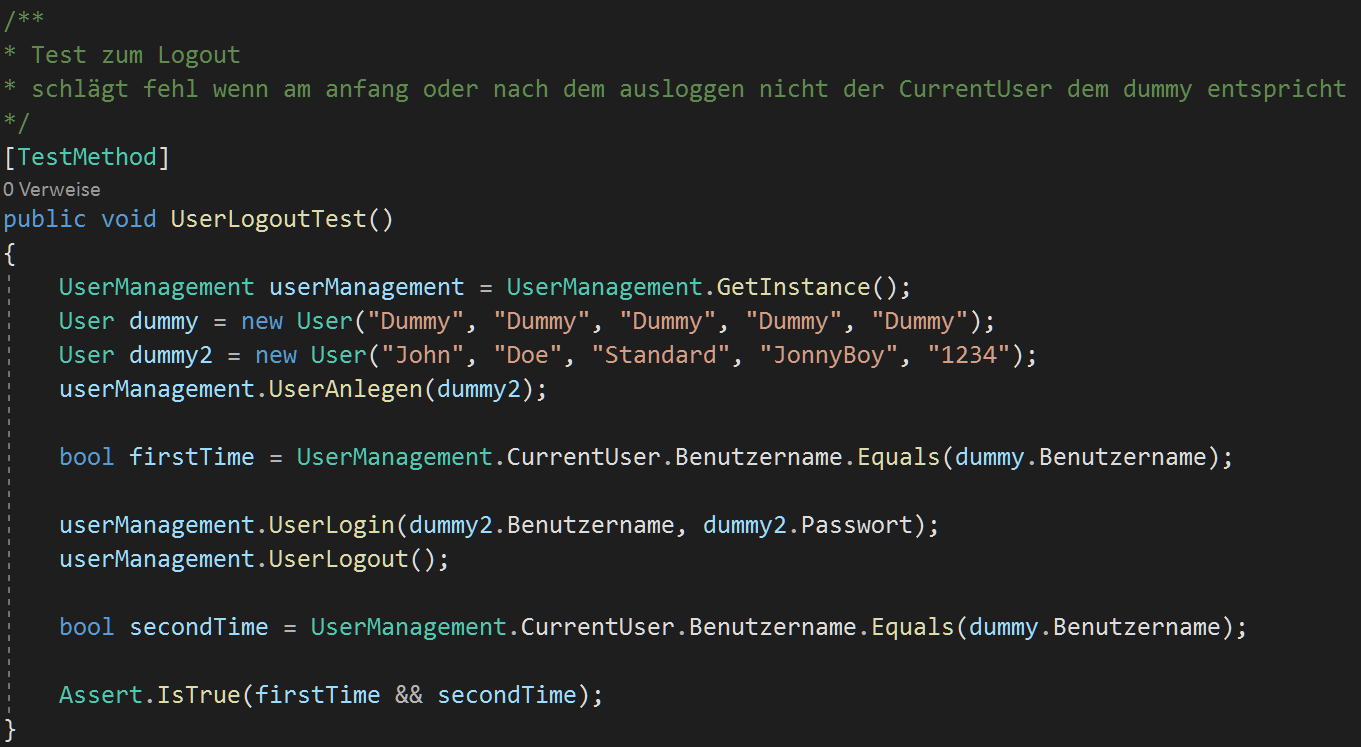 /**
* Test zum Logout
* schlägt fehl wenn am anfang oder nach dem ausloggen nicht der CurrentUser dem dummy entspricht
*/
[TestMethod]
0 Verweise
public void UserLogoutTest()
{
    UserManagement userManagement = UserManagement.GetInstance();
    User dummy = new User("Dummy", "Dummy", "Dummy", "Dummy", "Dummy");
    User dummy2 = new User("John", "Doe", "Standard", "JonnyBoy", "1234");
    userManagement.UserAnlegen(dummy2);

    bool firstTime = UserManagement.CurrentUser.Benutzername.Equals(dummy.Benutzername);

    userManagement.UserLogin(dummy2.Benutzername, dummy2.Passwort);
    userManagement.UserLogout();

    bool secondTime = UserManagement.CurrentUser.Benutzername.Equals(dummy.Benutzername);

    Assert.IsTrue(firstTime && secondTime);
}